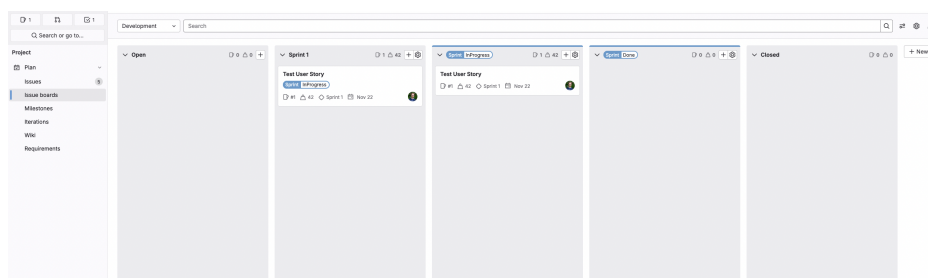 1 1
Search or go to...
Project
Plan
Issues 5
Issue boards
Milestones
Iterations
Wiki
Requirements
Development
Search
Open 0 0
Sprint 1 1 42
Test User Story
Sprint InProgress
#1 42 Sprint 1 Nov 22
Sprint InProgress 1 42
Test User Story
#1 42 Sprint 1 Nov 22
Sprint Done 0 0
Closed 0 0
+ New